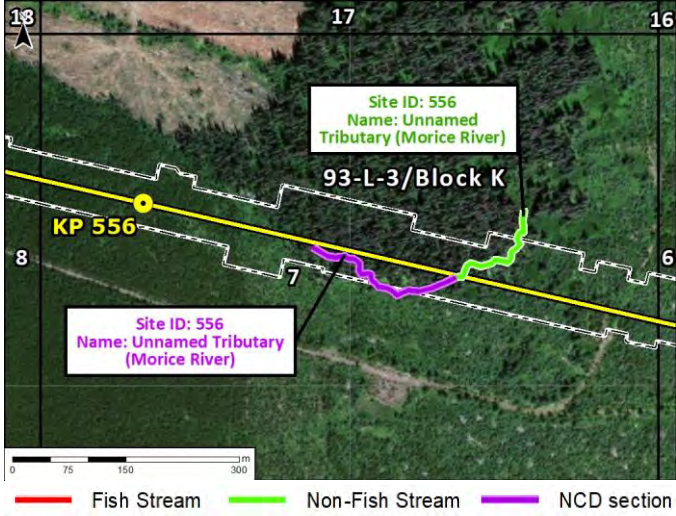 18
17
16
Site ID: 556
Name: Unnamed
Tributary (Morice River)
93-L-3/Block K
KP 556
8
7
6
Site ID: 556
Name: Unnamed Tributary
(Morice River)
m
0 75 150 300
Fish Stream Non-Fish Stream NCD section